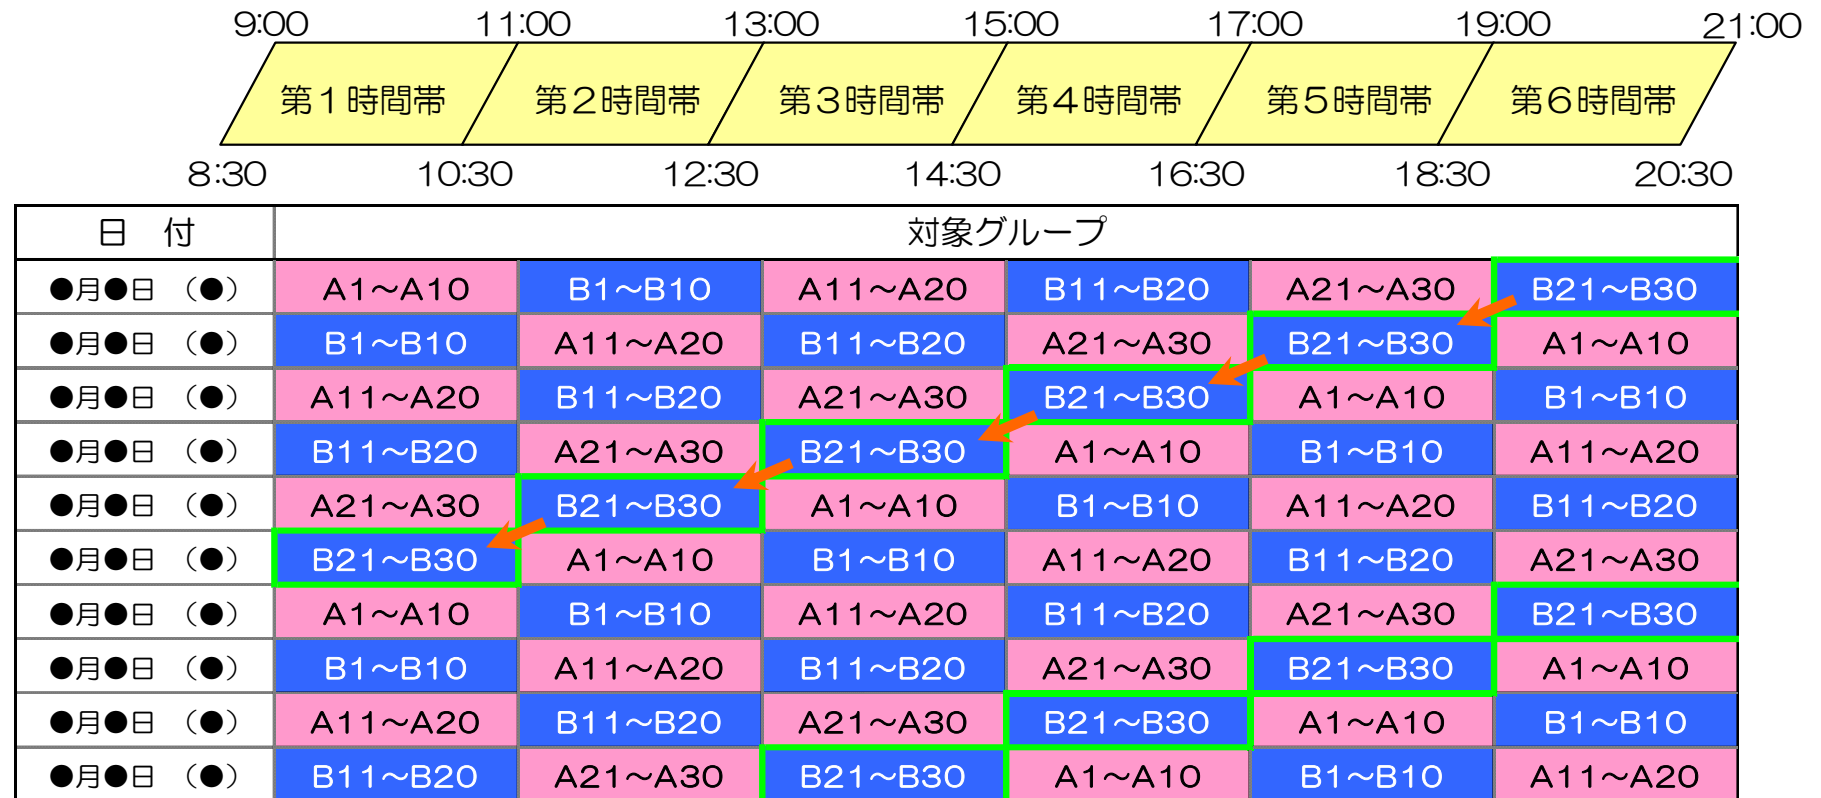 9:00 11:00 13:00 15:00 17:00 19:00 21:00
第１時間帯 第２時間帯 第３時間帯 第４時間帯 第５時間帯 第６時間帯
8:30 10:30 12:30 14:30 16:30 18:30 20:30
日　付 対象グループ
●月●日　（●） A1～A10 B1～B10 A11～A20 B11～B20 A21～A30 B21～B30
●月●日　（●） B1～B10 A11～A20 B11～B20 A21～A30 B21～B30 A1～A10
●月●日　（●） A11～A20 B11～B20 A21～A30 B21～B30 A1～A10 B1～B10
●月●日　（●） B11～B20 A21～A30 B21～B30 A1～A10 B1～B10 A11～A20
●月●日　（●） A21～A30 B21～B30 A1～A10 B1～B10 A11～A20 B11～B20
●月●日　（●） B21～B30 A1～A10 B1～B10 A11～A20 B11～B20 A21～A30
●月●日　（●） A1～A10 B1～B10 A11～A20 B11～B20 A21～A30 B21～B30
●月●日　（●） B1～B10 A11～A20 B11～B20 A21～A30 B21～B30 A1～A10
●月●日　（●） A11～A20 B11～B20 A21～A30 B21～B30 A1～A10 B1～B10
●月●日　（●） B11～B20 A21～A30 B21～B30 A1～A10 B1～B10 A11～A20